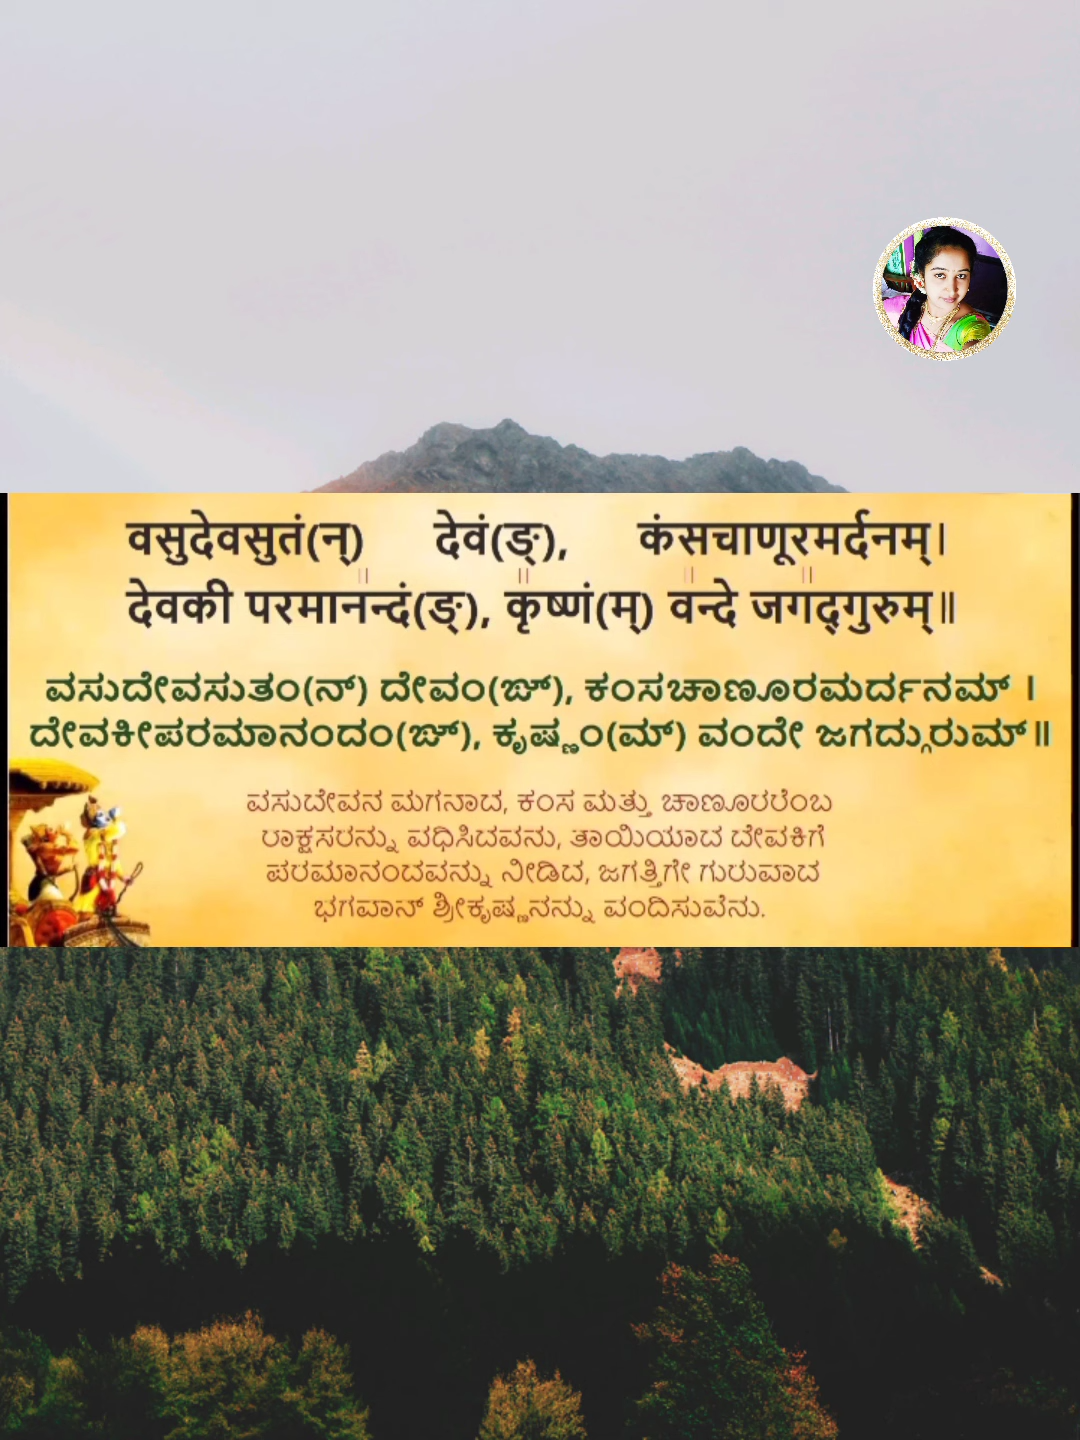 वसुदेवसुतं(न्) देवं(ङ्), कंसचाणूरमर्दनम्।
देवकी परमानन्दं(ङ्), कृष्णं(म्) वन्दे जगद्गुरुम्॥
ವಸುದೇವಸುತಂ(ನ್) ದೇವಂ(ಙ್), ಕಂಸಚಾಣೂರಮರ್ದನಮ್ ।
ದೇವಕೀಪರಮಾನಂದಂ(ಙ್), ಕೃಷ್ಣಂ(ಮ್) ವಂದೇ ಜಗದ್ಗುರುಮ್॥
ವಸುದೇವನ ಮಗನಾದ, ಕಂಸ ಮತ್ತು ಚಾಣೂರರೆಂಬ
ರಾಕ್ಷಸರನ್ನು ವಧಿಸಿದವನು, ತಾಯಿಯಾದ ದೇವಕಿಗೆ
ಪರಮಾನಂದವನ್ನು ನೀಡಿದ, ಜಗತ್ತಿಗೇ ಗುರುವಾದ
ಭಗವಾನ್ ಶ್ರೀಕೃಷ್ಣನನ್ನು ವಂದಿಸುವೆನು.